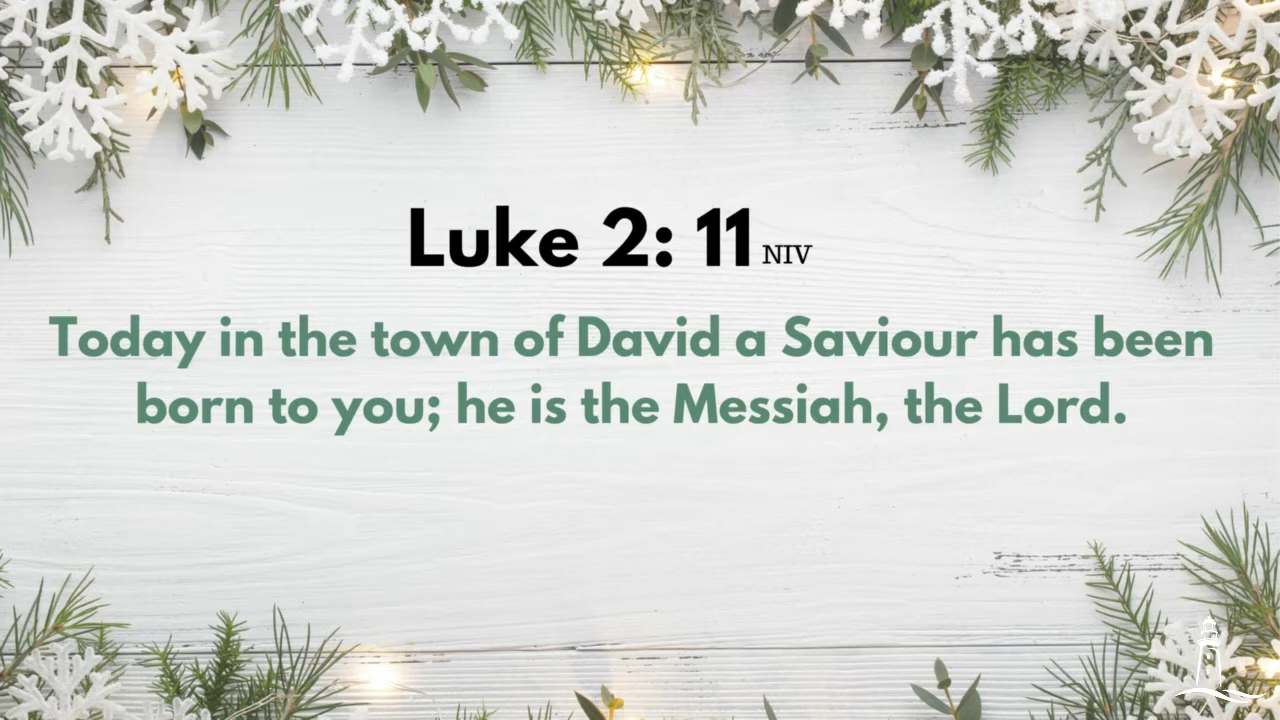 Luke 2: 11 NIV
Today in the town of David a Saviour has been
born to you; he is the Messiah, the Lord.